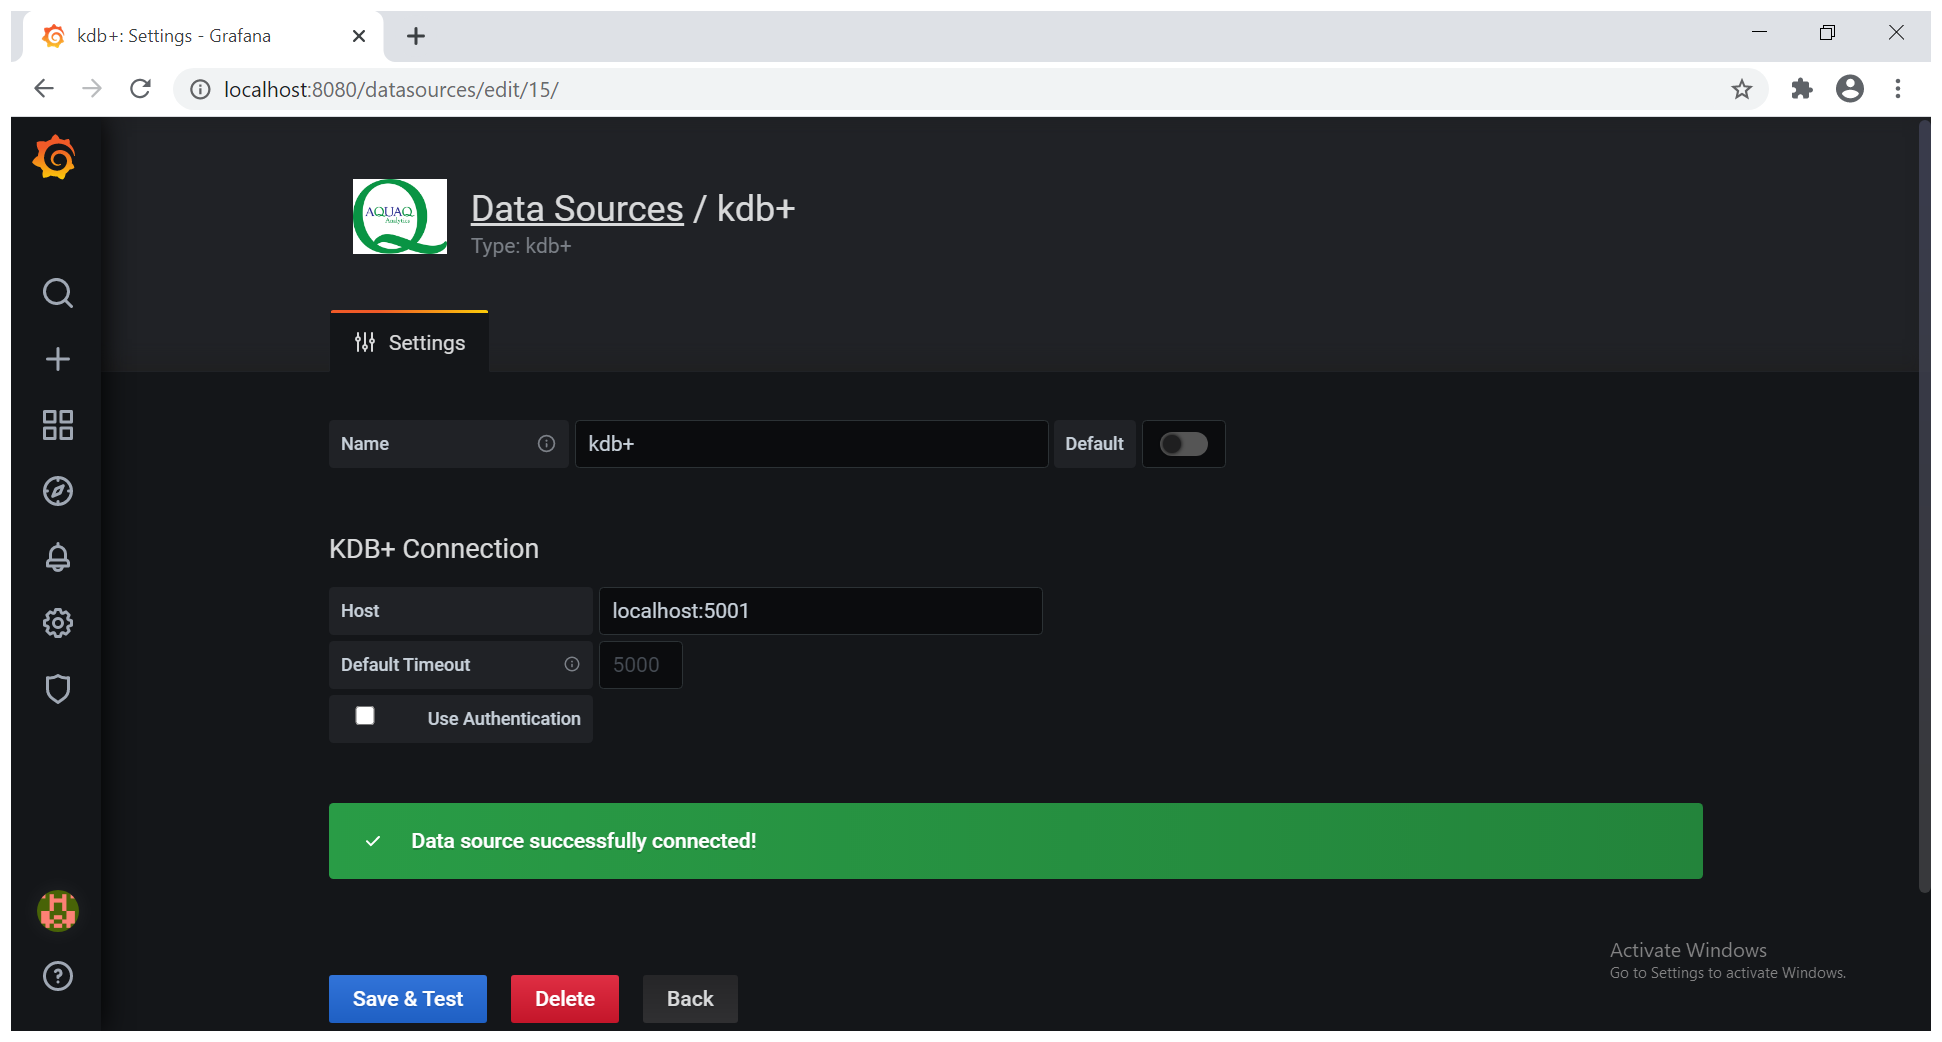 kdb+: Settings - Grafana
localhost:8080/datasources/edit/15/
AQUAQ
Analytics
Data Sources / kdb+
Type: kdb+
Settings
Name
kdb+
Default
KDB+ Connection
Host
localhost:5001
Default Timeout
5000
Use Authentication
Data source successfully connected!
Activate Windows
Go to Settings to activate Windows.
Save & Test
Delete
Back